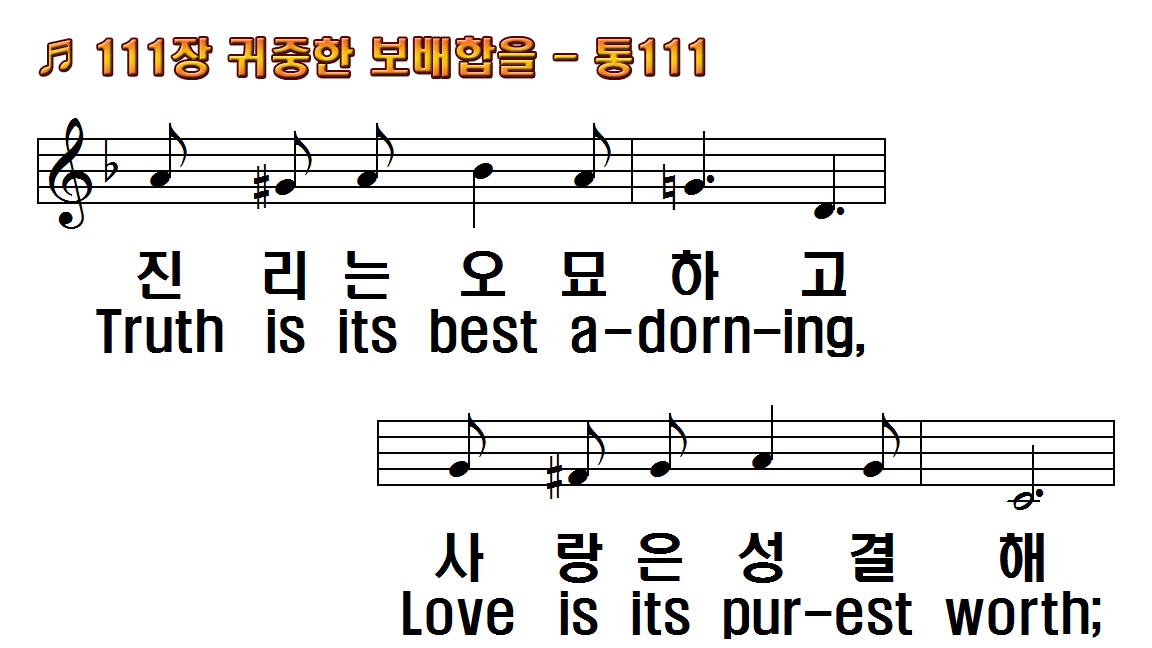 111장 귀중한 보배합을 - 통111
진 리 는 오 묘 하 고
Truth is its best a-dorn-ing,
사 랑 은 성 결 해
Love is its pur-est worth;